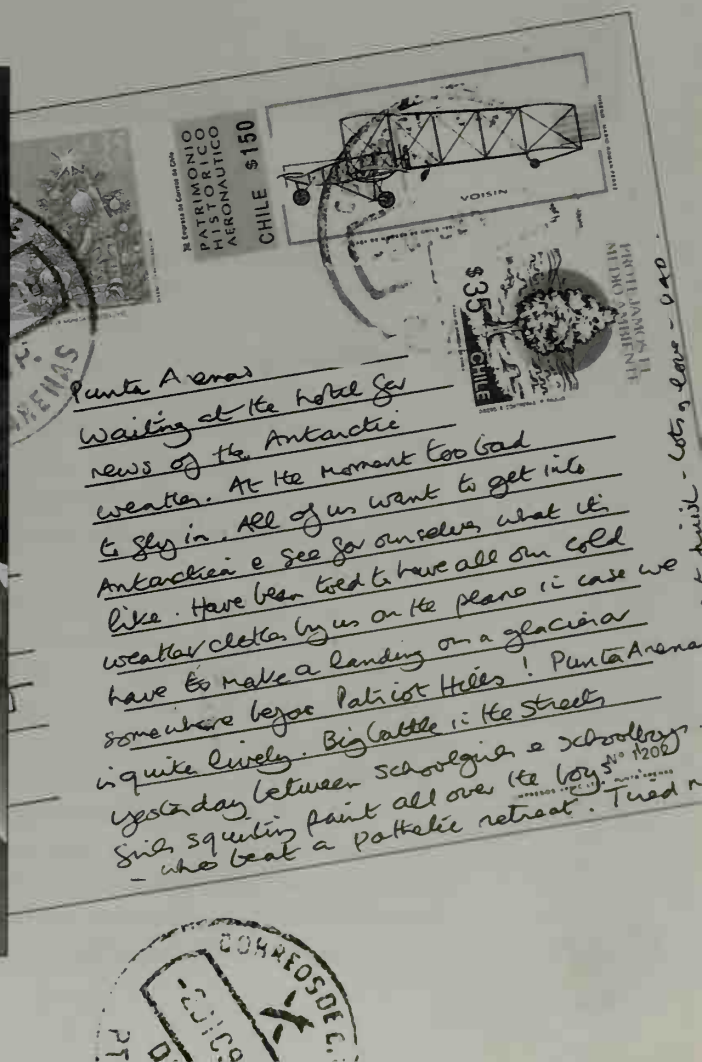 PATRIMONIO
HISTORICO
AERONAUTICO
CHILE $150
VOISIN
PROTEJAMOS EL
MEDIO AMBIENTE
$35
CHILE
ARENAS
Punta Arenas
Waiting at the hotel for
news of the Antarctic
weather. At the moment too bad
to fly in. All of us want to get into
Antarctica & see for ourselves what it's
like. Have been told to have all our cold
weather clothes by us on the plane in case we
have to make a landing on a glacier or
somewhere before Patriot Hills! Punta Arenas
is quite lively. Big battle in the streets
yesterday between schoolgirls & schoolboys.
Girls squirting paint all over the boys
- who beat a pathetic retreat. Tired
Nº 1206
- lots of love - DAD.
CORREOS DE C